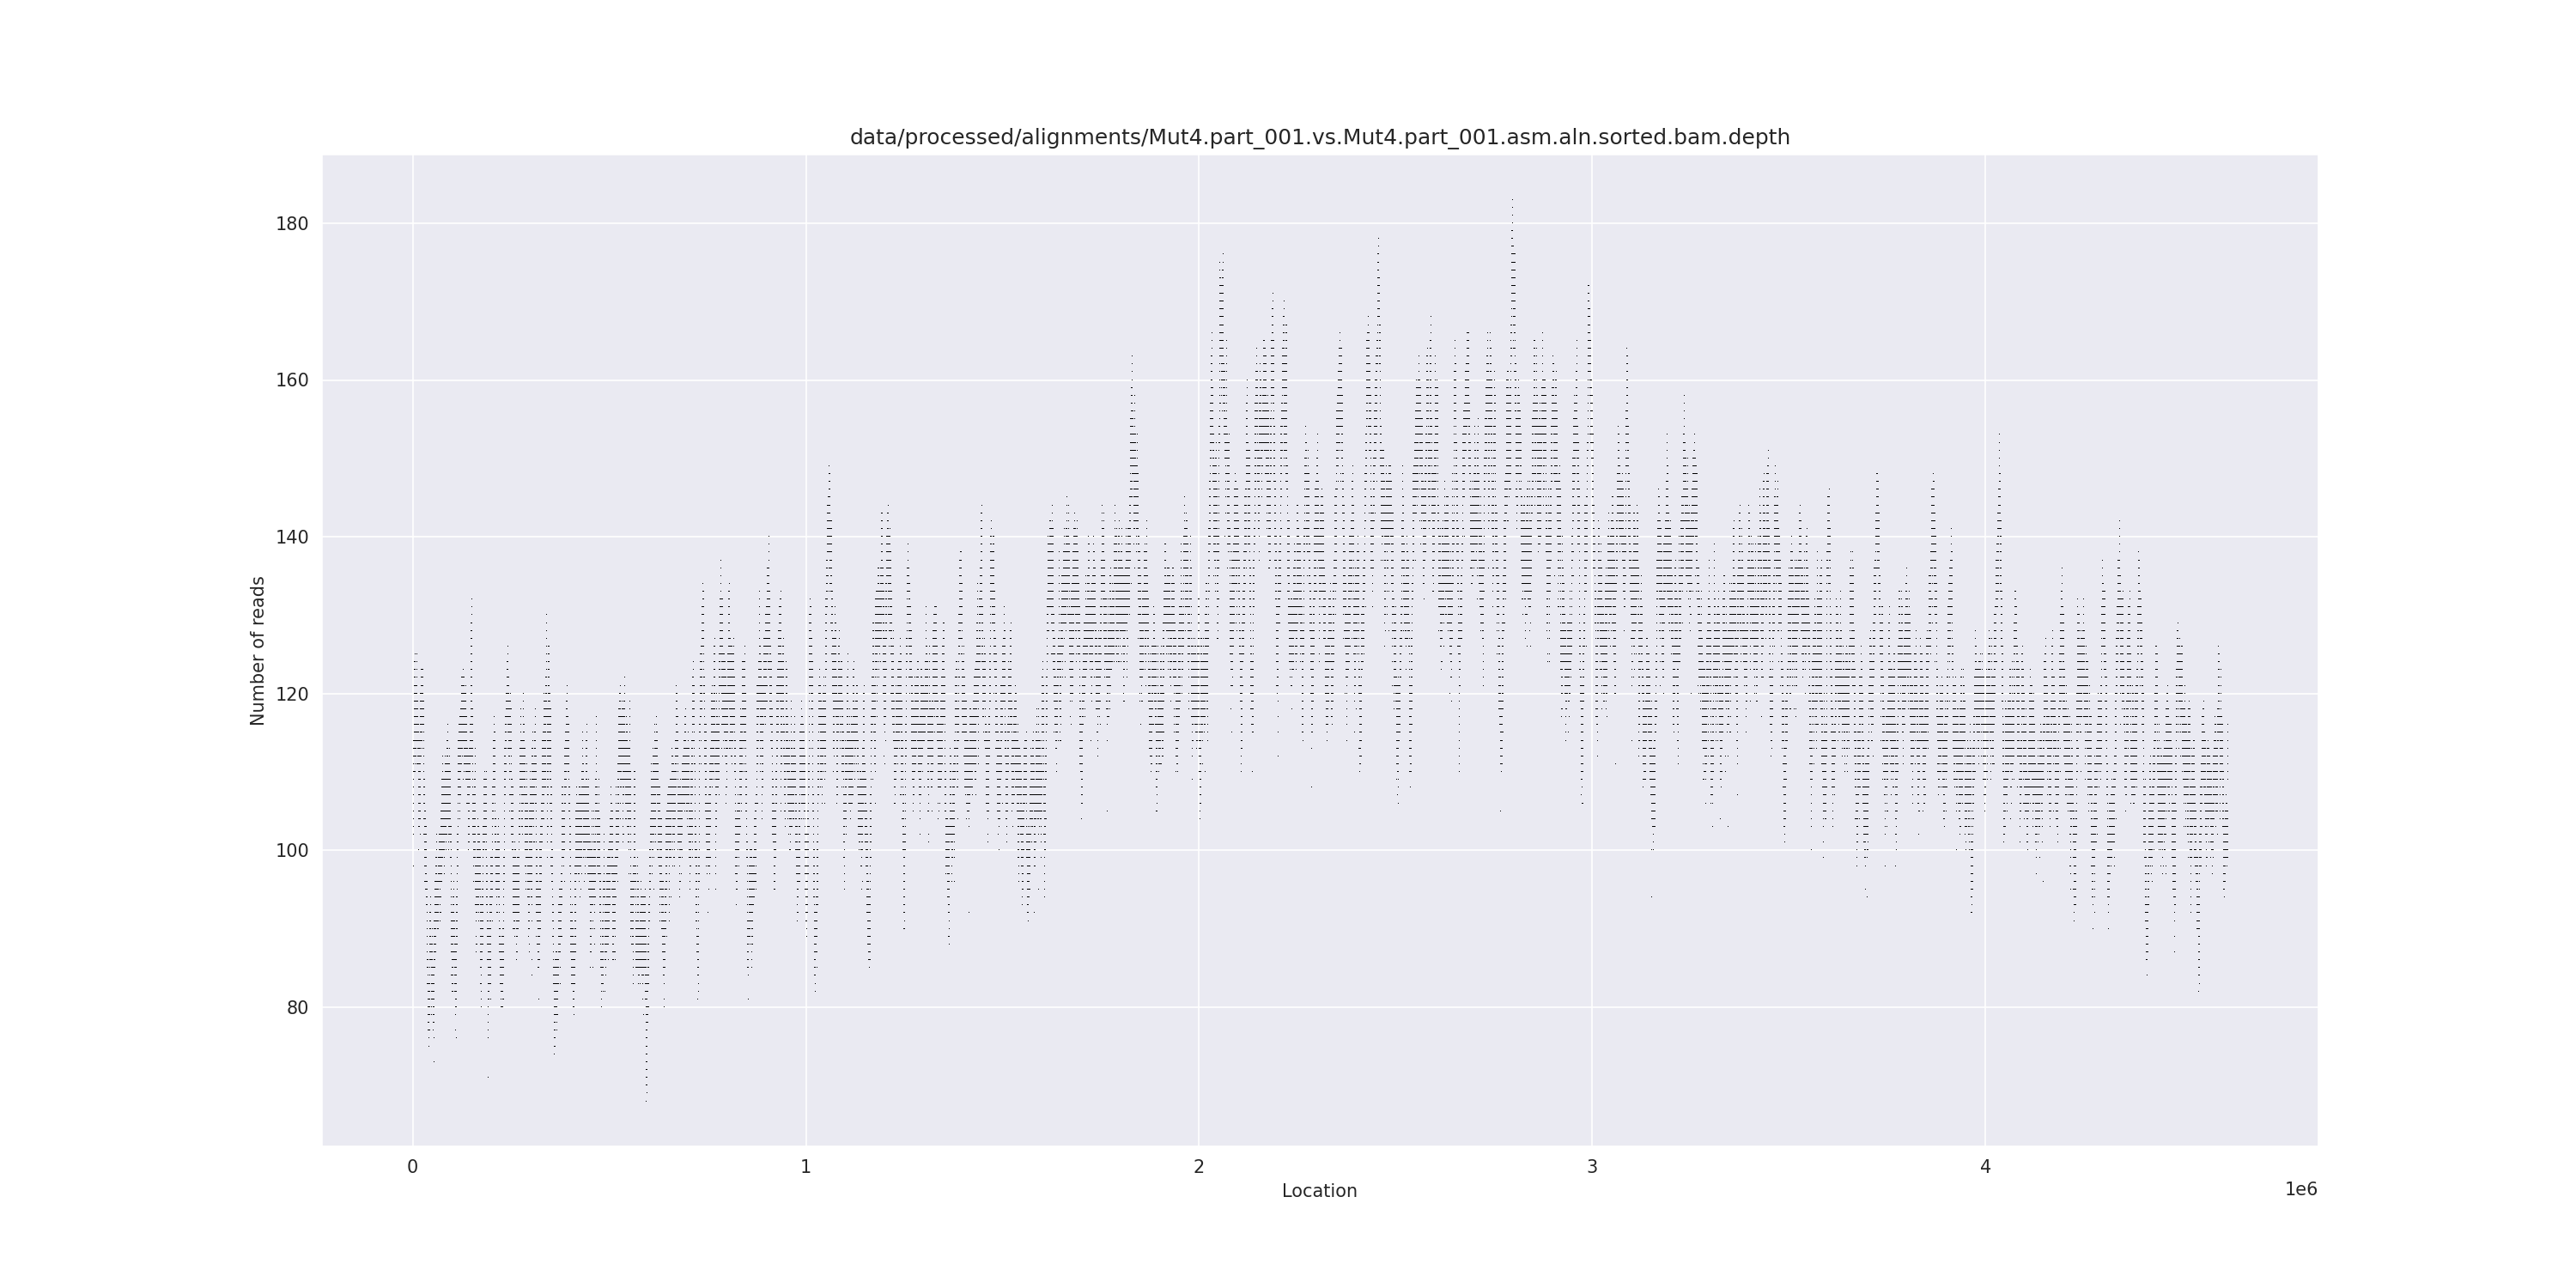 data/processed/alignments/Mut4.part_001.vs.Mut4.part_001.asm.aln.sorted.bam.depth
Number of reads
180
160
140
120
100
80
0 1 2 3 4
Location
1e6